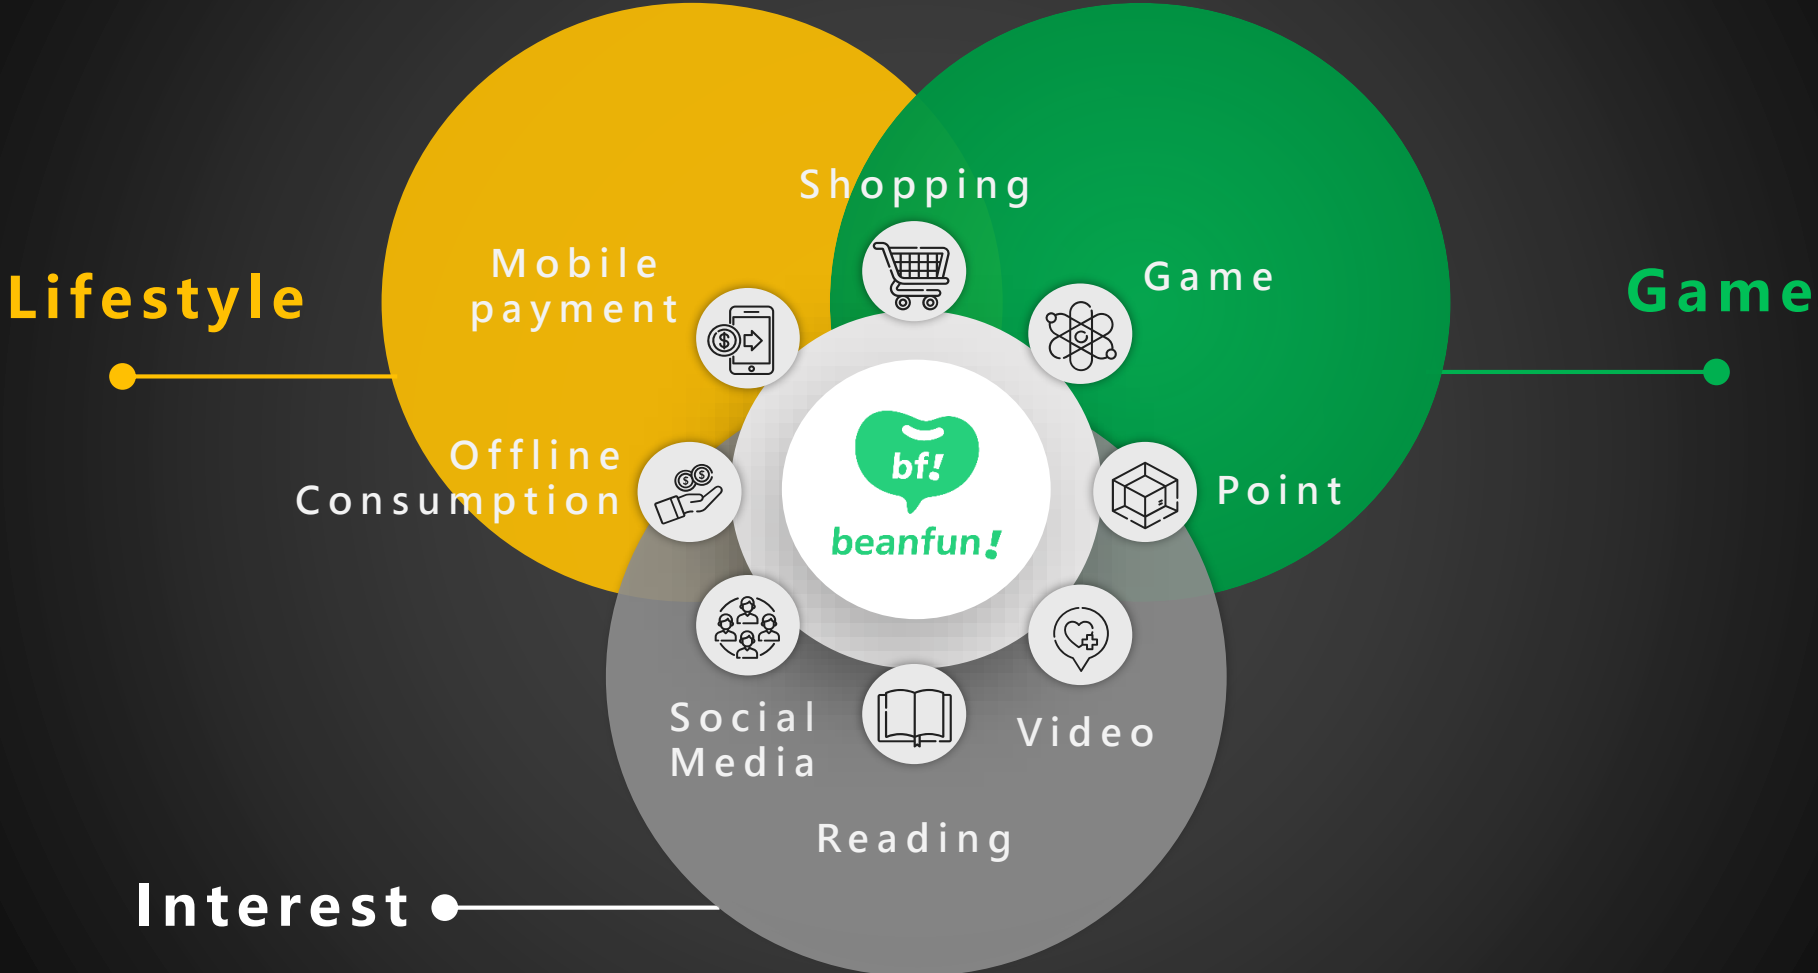 Shopping
Mobile
payment
Game
Lifestyle
Game
Offline
Consumption
bf!
beanfun!
Point
Social
Media
Video
Reading
Interest